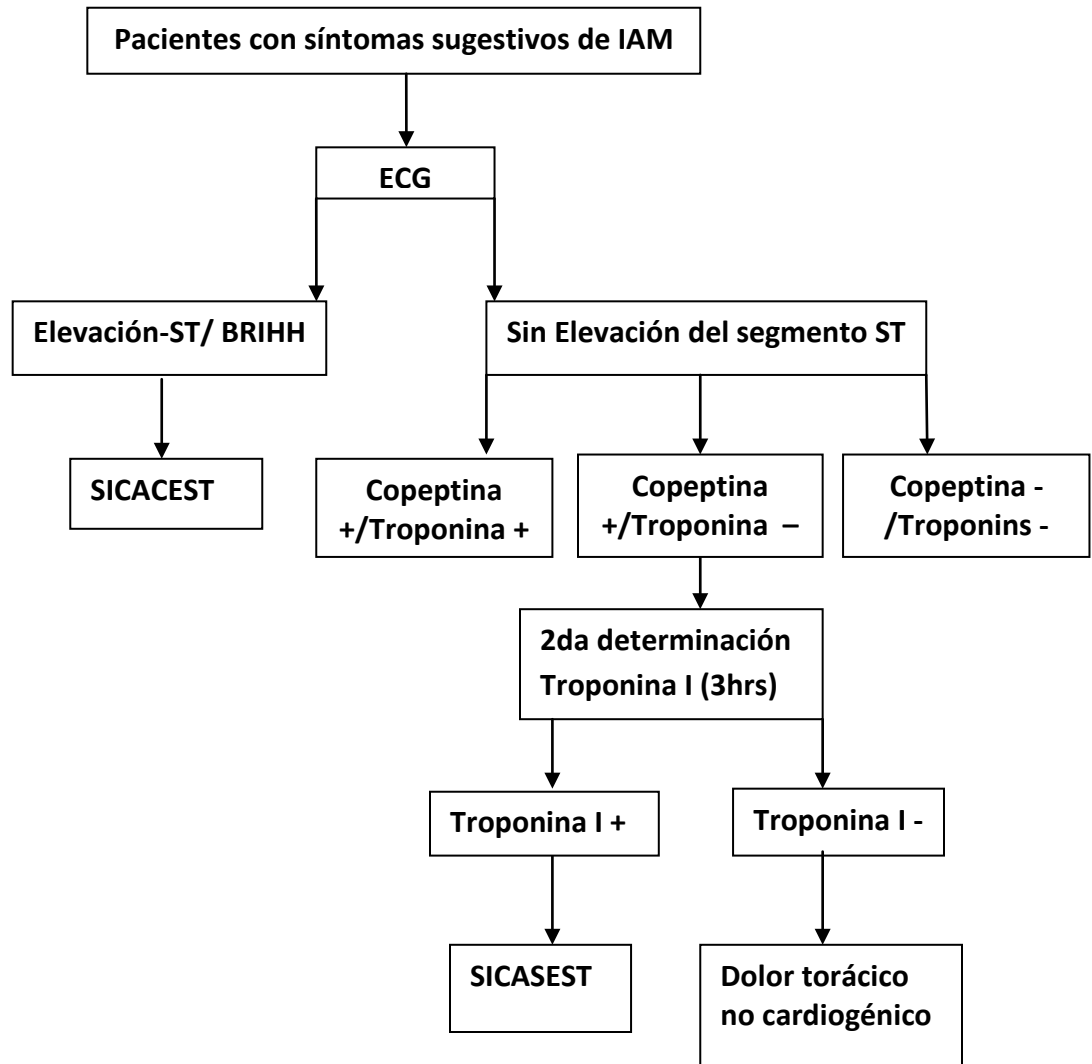 Pacientes con síntomas sugestivos de IAM
ECG
Elevación-ST/ BRIHH
Sin Elevación del segmento ST
SICACEST
Copeptina
+/Troponina +
Copeptina
+/Troponina –
Copeptina -
/Troponins -
2da determinación
Troponina I (3hrs)
Troponina I +
Troponina I -
SICASEST
Dolor torácico
no cardiogénico